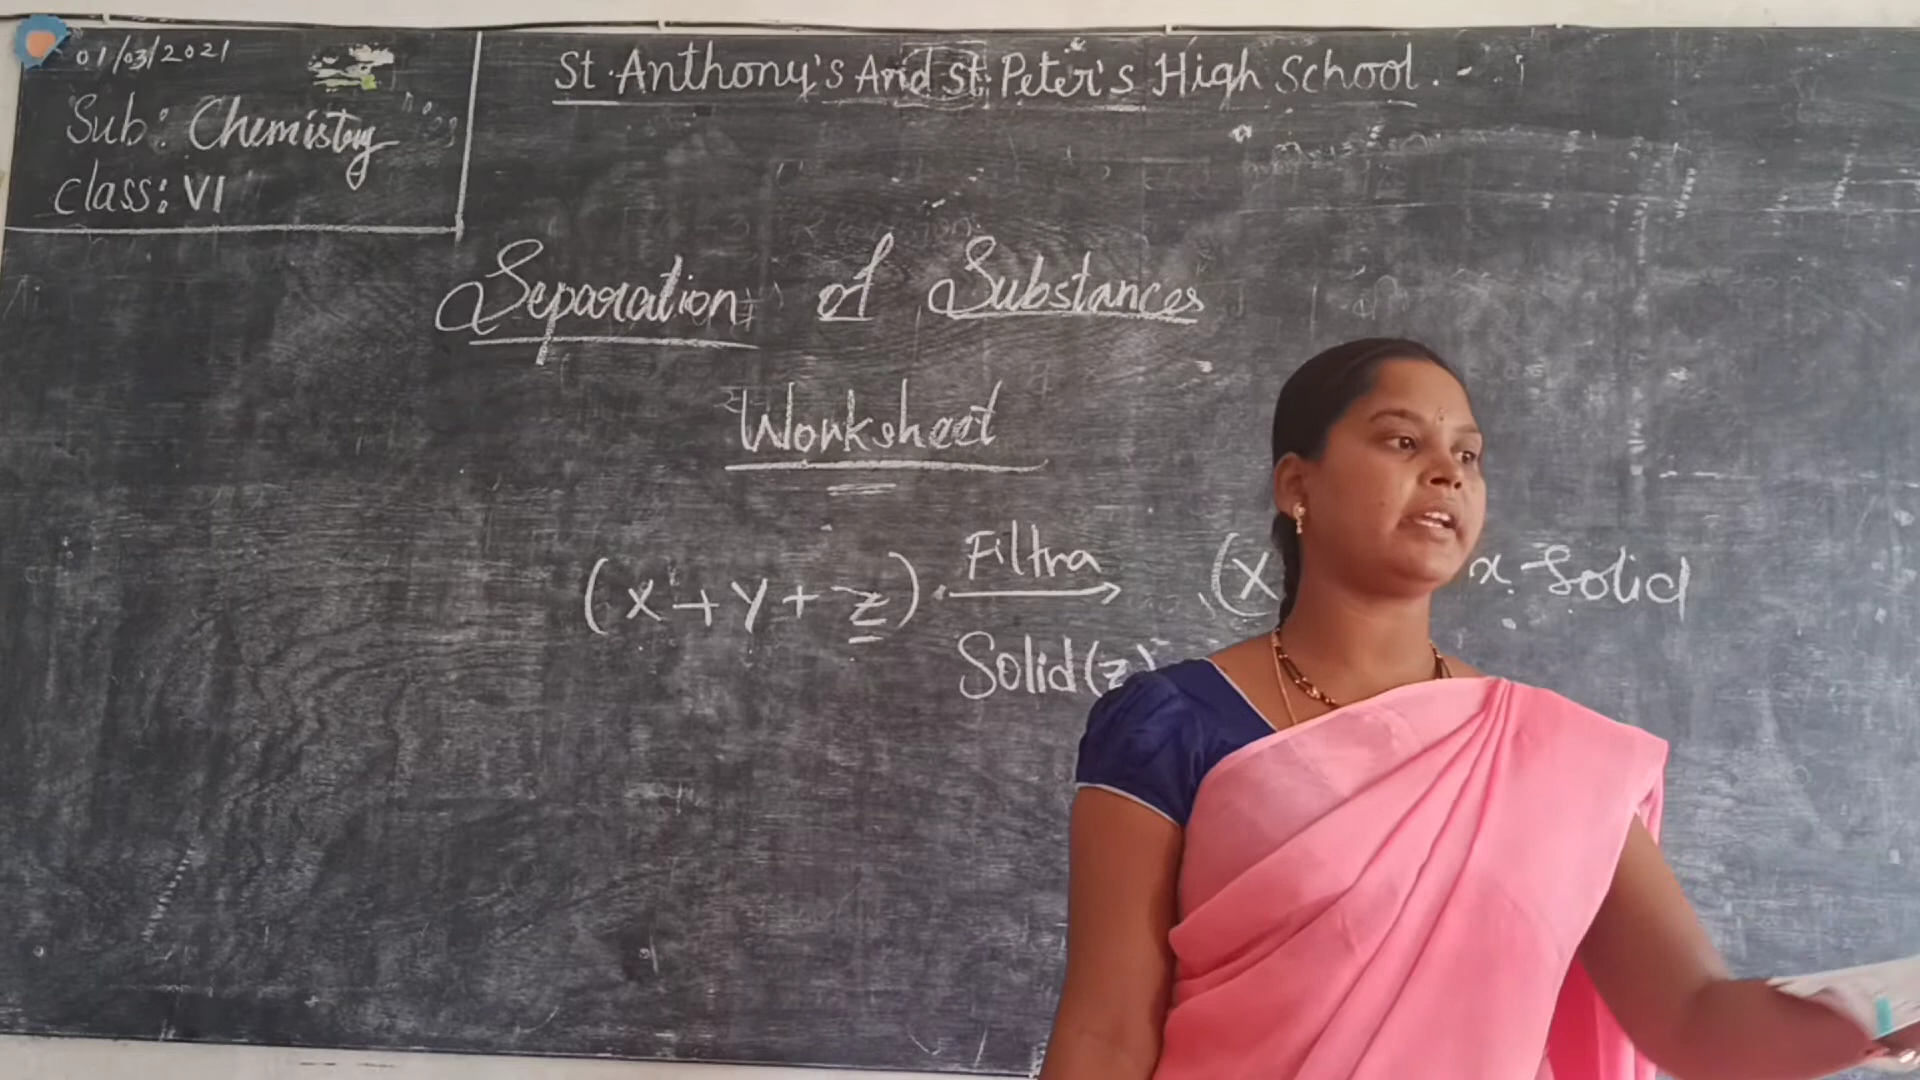 01/03/2021
Sub: Chemistry
Class: VI
St. Anthony's And St. Peter's High School.
Separation of Substances
Worksheet
(x + y + z) Filtra → (x x - Solid
Solid (z)